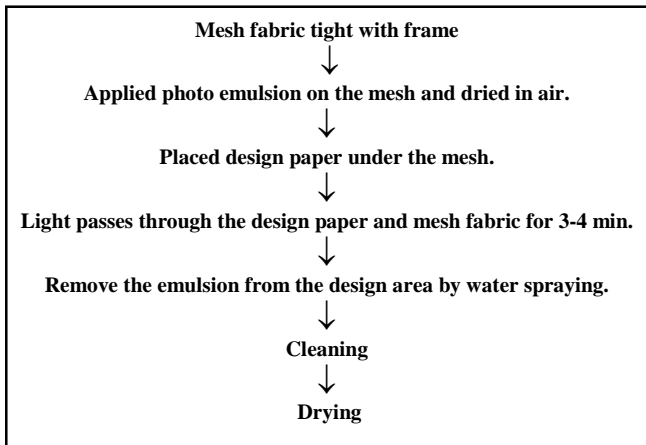 Mesh fabric tight with frame
Applied photo emulsion on the mesh and dried in air.
Placed design paper under the mesh.
Light passes through the design paper and mesh fabric for 3-4 min.
Remove the emulsion from the design area by water spraying.
Cleaning
Drying